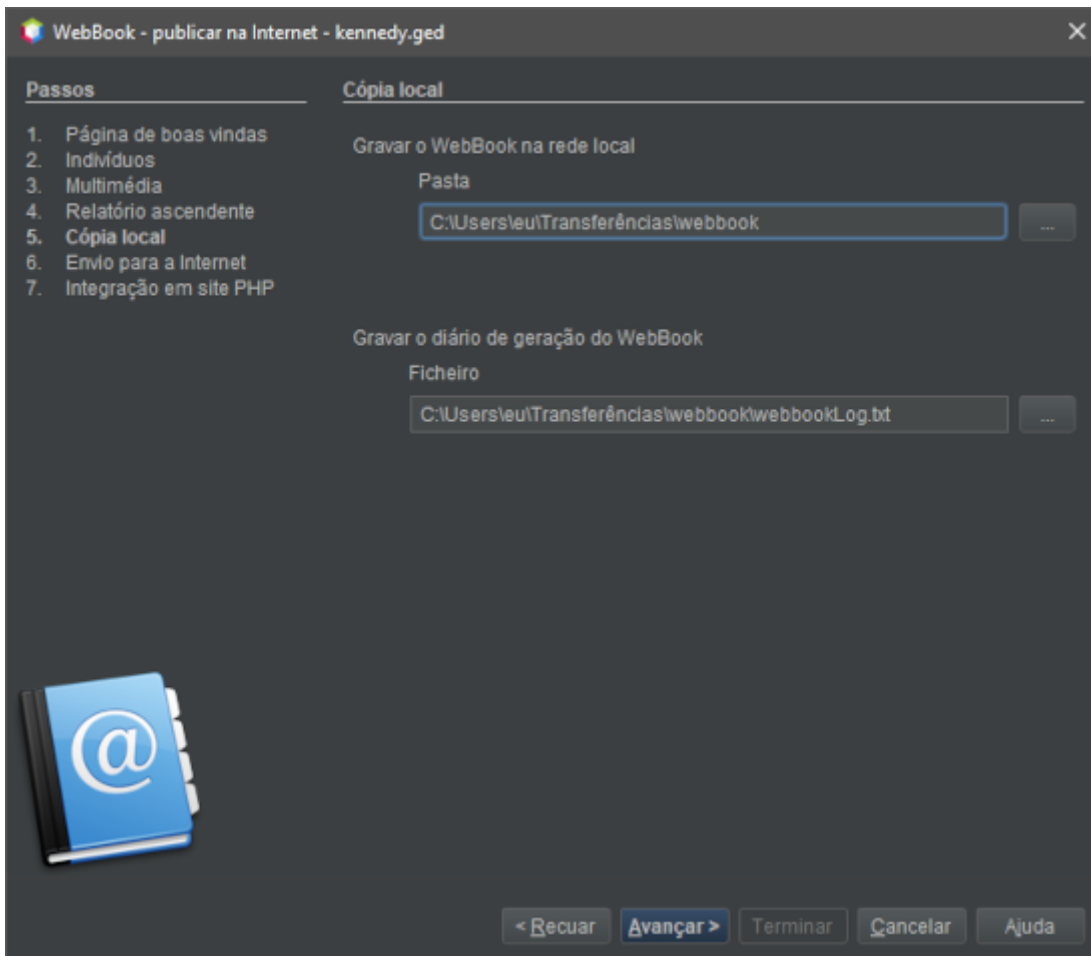 WebBook - publicar na Internet - kennedy.ged
Passos
1. Página de boas vindas
2. Indivíduos
3. Multimédia
4. Relatório ascendente
5. Cópia local
6. Envio para a Internet
7. Integração em site PHP
Cópia local
Gravar o WebBook na rede local
Pasta
C:\Users\eu\Transferências\webbook
...
Gravar o diário de geração do WebBook
Ficheiro
C:\Users\eu\Transferências\webbook\webbookLog.txt
...
@
< Recuar Avançar > Terminar Cancelar Ajuda